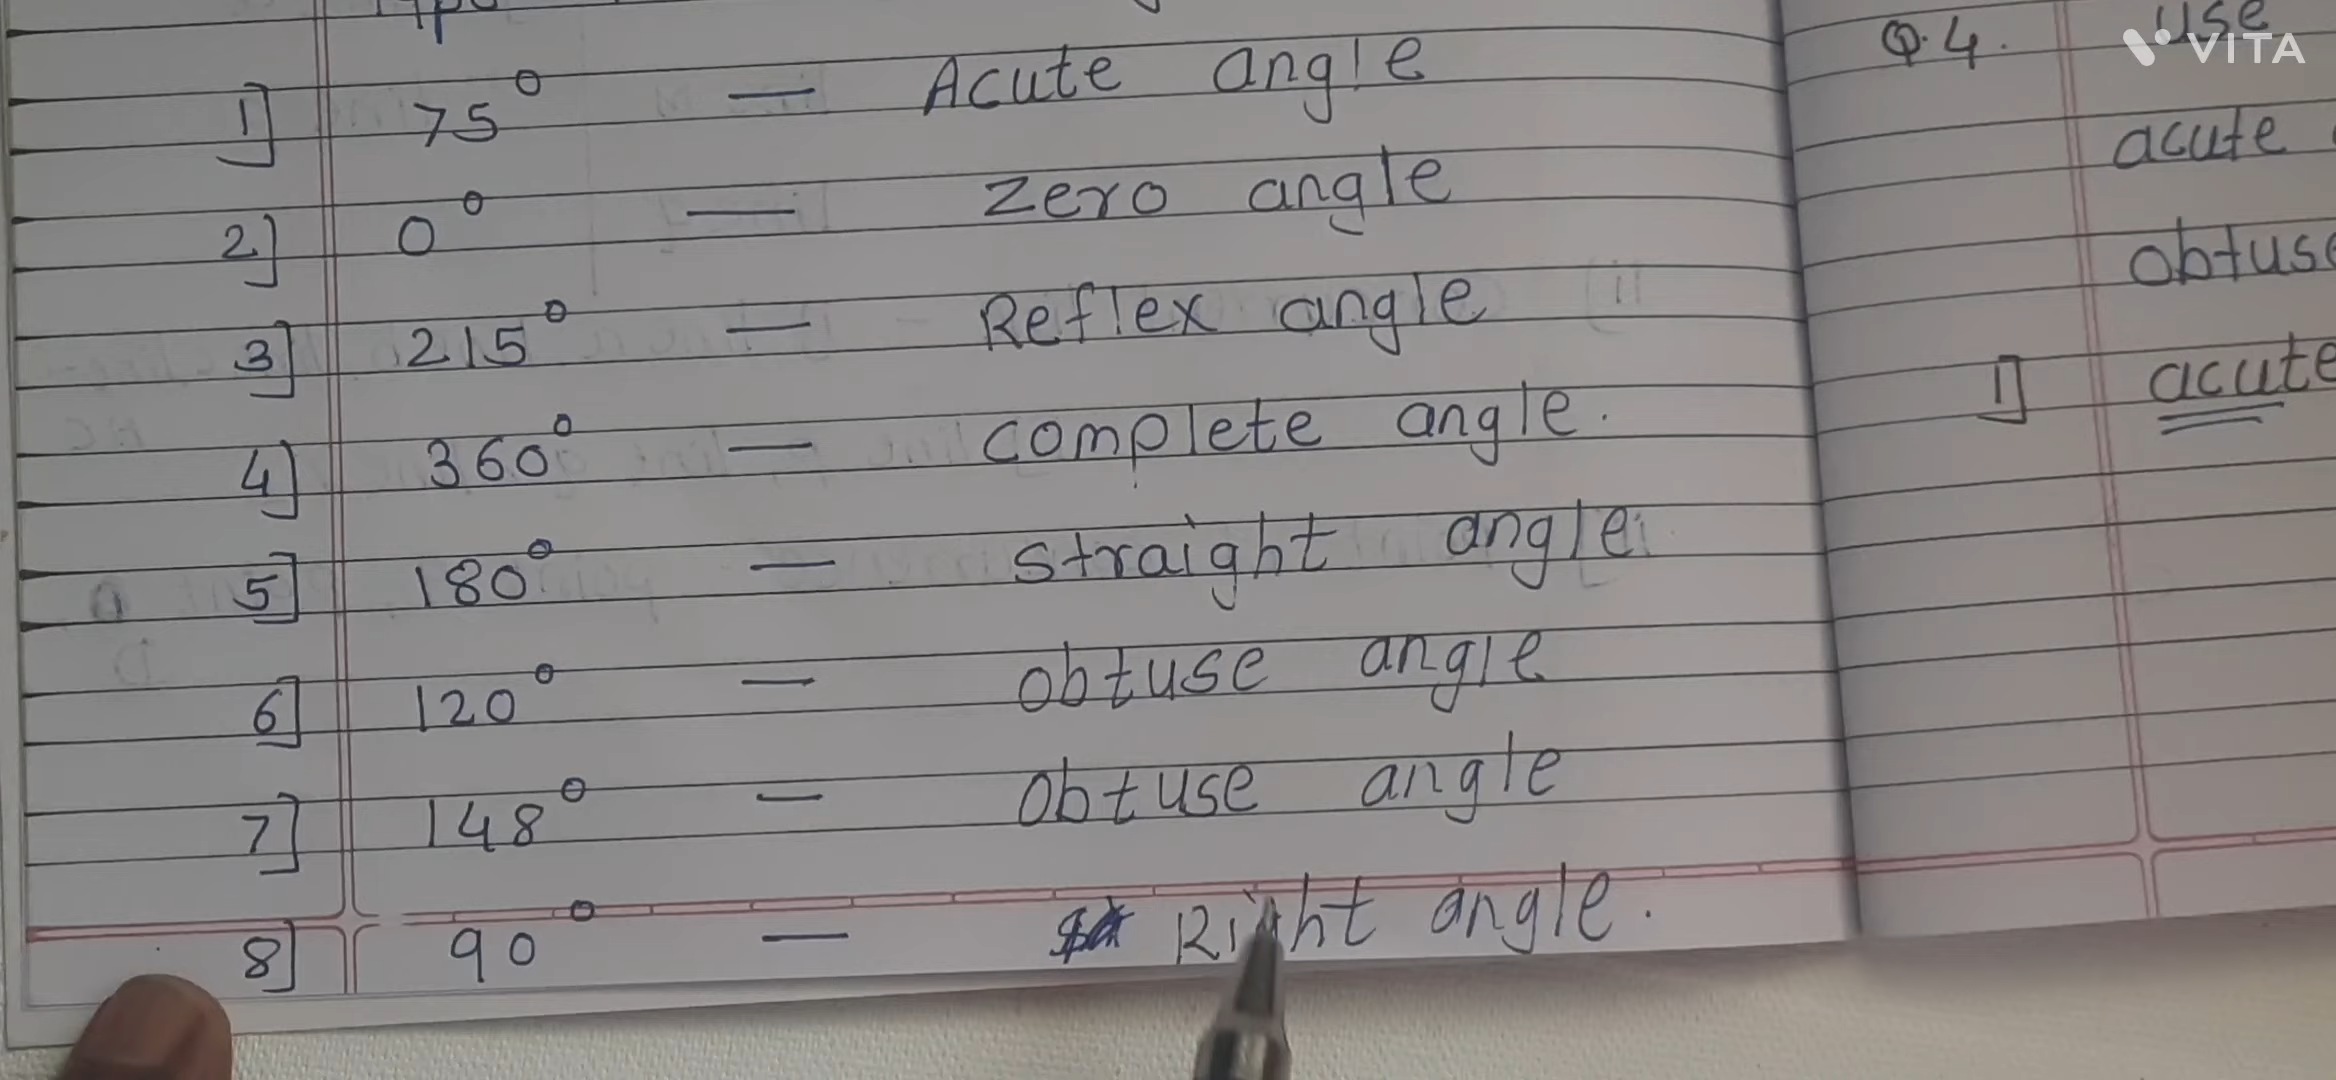 1] 75° — Acute angle
2] 0° — Zero angle
3] 215° — Reflex angle
4] 360° — complete angle.
5] 180° — straight angle.
6] 120° — obtuse angle
7] 148° — obtuse angle
8] 90° — Right angle.
Q.4. use
acute
obtuse
1] acute
VITA